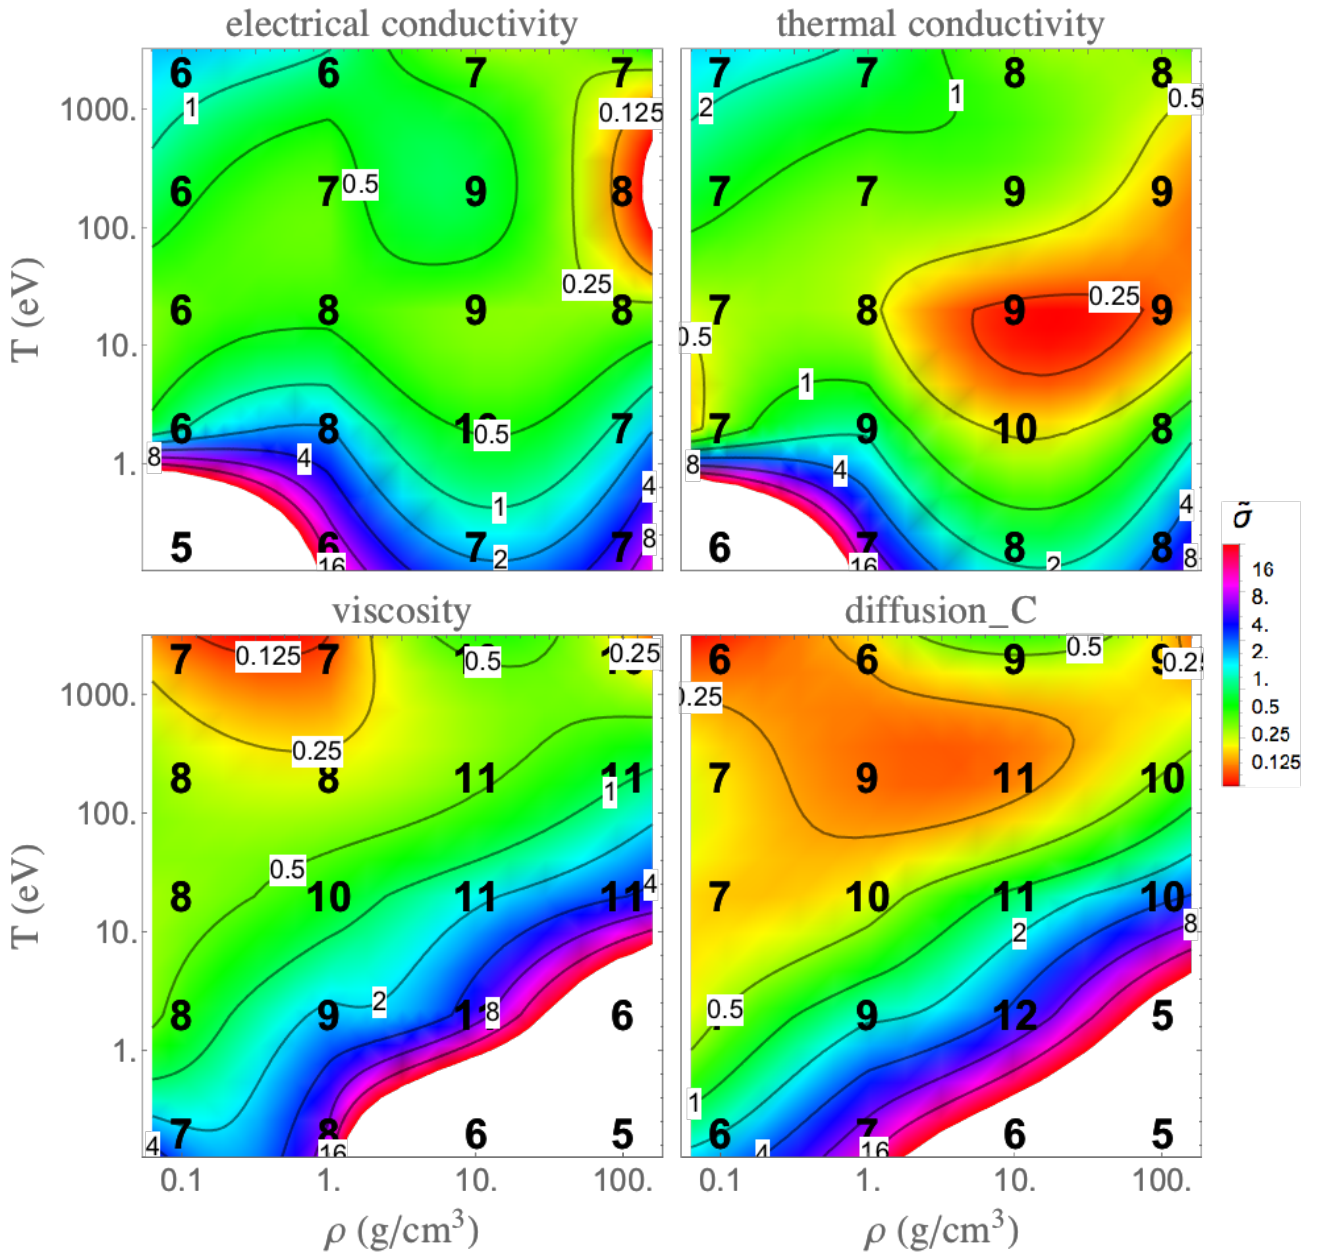 electrical conductivity
thermal conductivity
6 6 7 7
7 7 8 8
1000.
1 0.125
2 1 0.5
6 7 0.5 9 8
7 7 9 9
100.
T (eV)
0.25
6 8 9 8
7 8 9 0.25 9
10.
0.5 1
6 8 0.5 7
7 9 10 8
1.
8 4 1 4
8 4 4
5 6 7 7 8
6 7 8 8 8
16 2
16 2
σ̃
16
8.
4.
2.
1.
0.5
0.25
0.125
viscosity
diffusion_C
7 0.125 7 0.5 0.25
6 6 9 0.5 0.25
1000.
0.25 0.25
8 8 11 11
7 9 11 10
1
100.
T (eV)
0.5
8 10 11 11 4
7 10 11 10
10.
2 8
2 8
8 9 6
0.5 9 12 5
1.
1
4 7 8 6 5
6 7 6 5
16
4 16
0.1 1. 10. 100.
0.1 1. 10. 100.
ρ (g/cm³)
ρ (g/cm³)